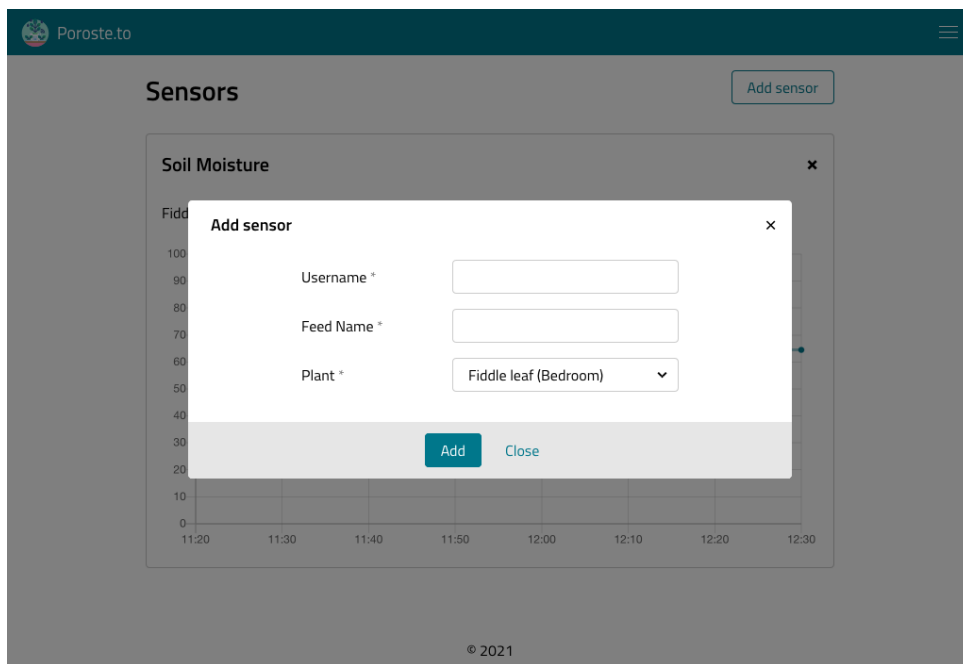 Poroste.to
Sensors
Add sensor
Soil Moisture
Fidd
Add sensor
Username *
Feed Name *
Plant *
Fiddle leaf (Bedroom)
Add
Close
100
90
80
70
60
50
40
30
20
10
0
11:20 11:30 11:40 11:50 12:00 12:10 12:20 12:30
© 2021